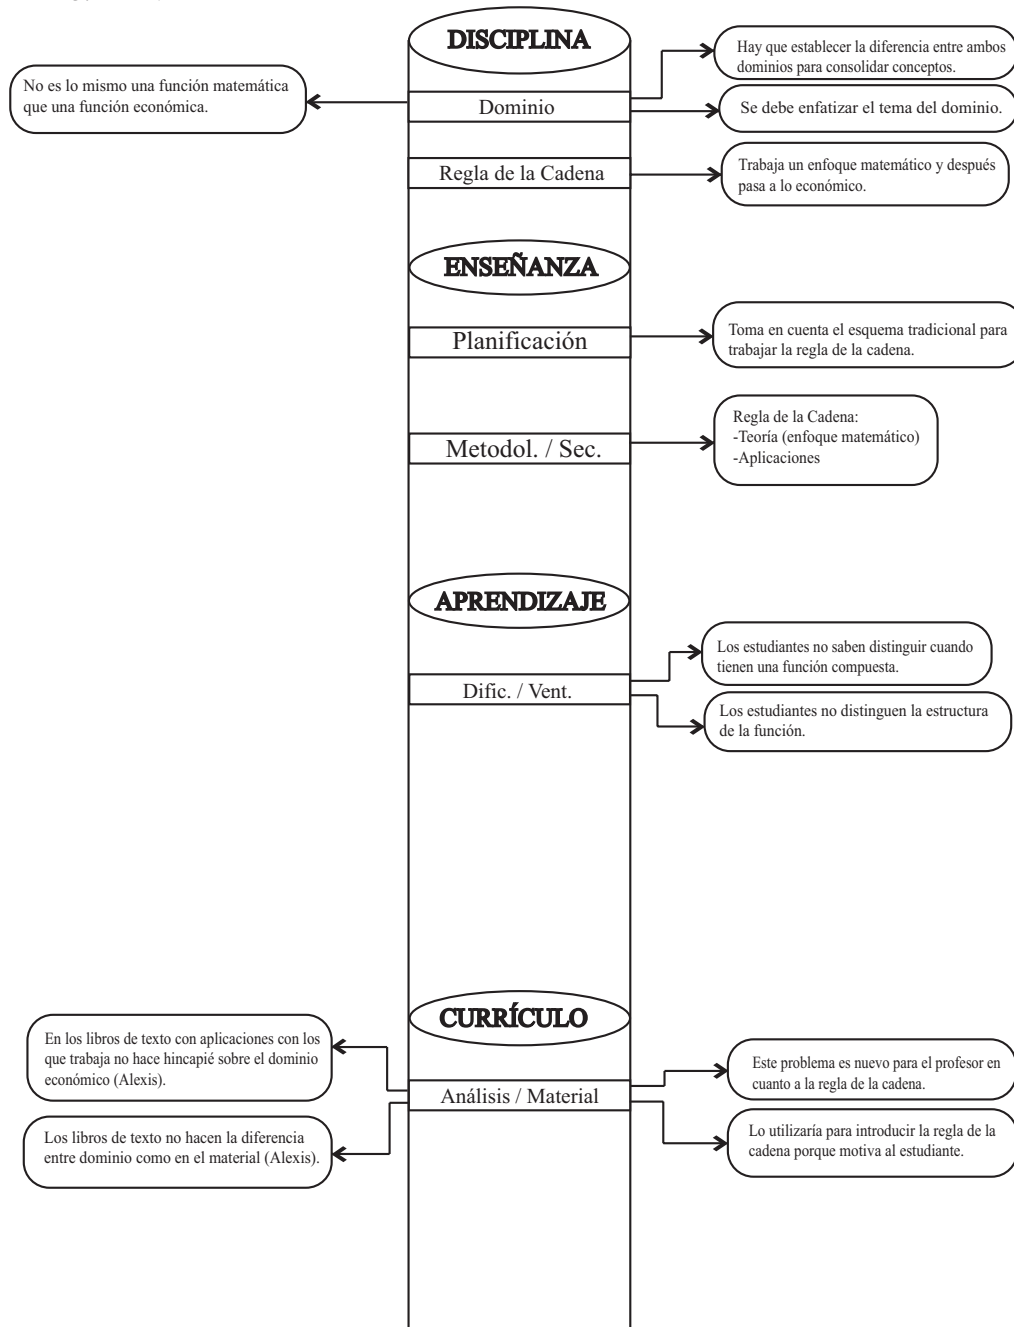 DISCIPLINA
Hay que establecer la diferencia entre ambos
dominios para consolidar conceptos.
No es lo mismo una función matemática
que una función económica.
Dominio
Se debe enfatizar el tema del dominio.
Regla de la Cadena
Trabaja un enfoque matemático y después
pasa a lo económico.
ENSEÑANZA
Planificación
Toma en cuenta el esquema tradicional para
trabajar la regla de la cadena.
Metodol. / Sec.
Regla de la Cadena:
-Teoría (enfoque matemático)
-Aplicaciones
APRENDIZAJE
Dific. / Vent.
Los estudiantes no saben distinguir cuando
tienen una función compuesta.
Los estudiantes no distinguen la estructura
de la función.
CURRÍCULO
En los libros de texto con aplicaciones con los
que trabaja no hace hincapié sobre el dominio
económico (Alexis).
Análisis / Material
Este problema es nuevo para el profesor en
cuanto a la regla de la cadena.
Los libros de texto no hacen la diferencia
entre dominio como en el material (Alexis).
Lo utilizaría para introducir la regla de la
cadena porque motiva al estudiante.